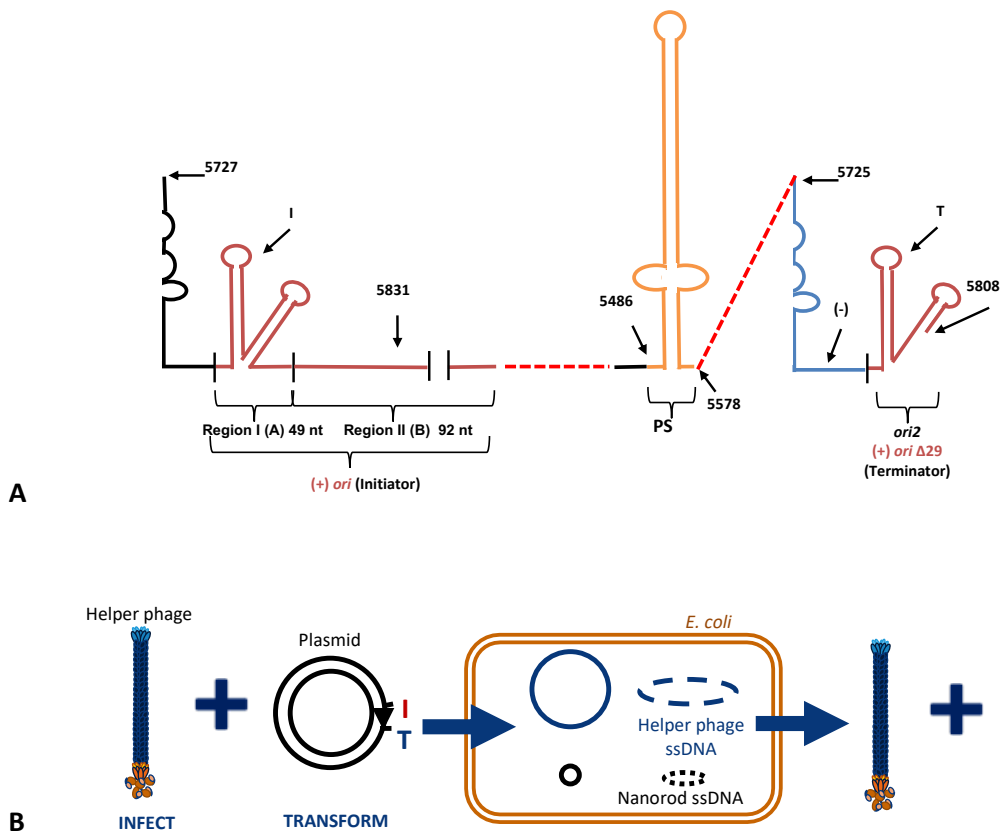 5727
I
5831
5486
5725
T
5808
(-)
5578
Region I (A) 49 nt
Region II (B) 92 nt
PS
(+) ori (Initiator)
ori2
(+) ori Δ29
(Terminator)
A
Helper phage
Plasmid
E. coli
I
T
Helper phage
ssDNA
Nanorod ssDNA
B
INFECT
TRANSFORM